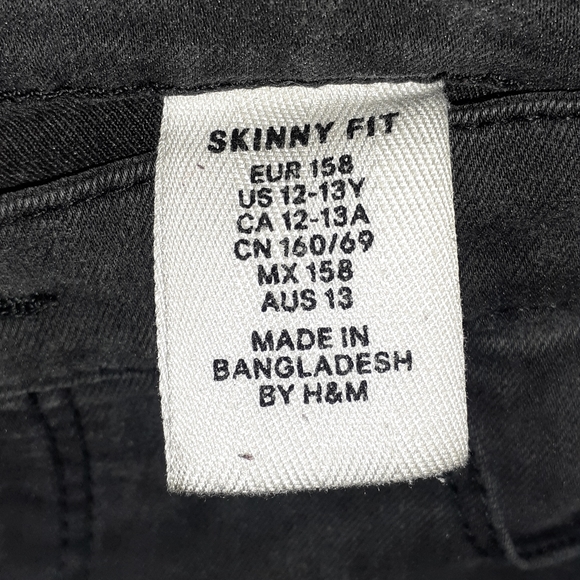 SKINNY FIT
EUR 158
US 12-13Y
CA 12-13A
CN 160/69
MX 158
AUS 13
MADE IN
BANGLADESH
BY H&M